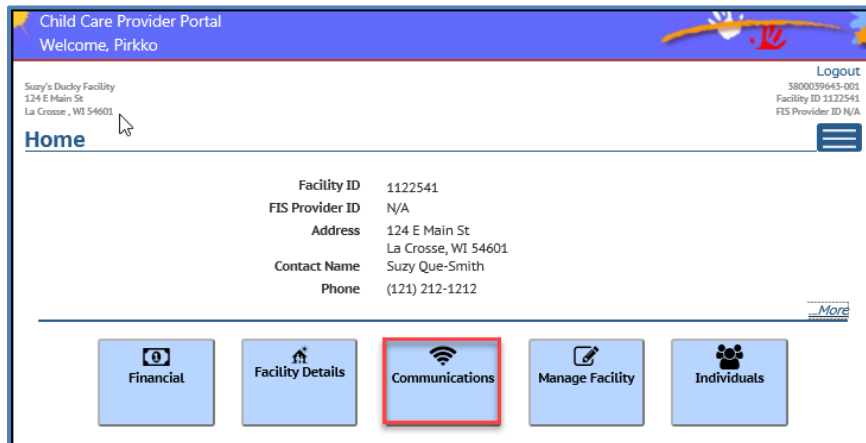 Child Care Provider Portal
Welcome, Pirkko
Logout
Suzy's Ducky Facility
124 E Main St
La Crosse , WI 54601
3800039643-001
Facility ID 1122541
FIS Provider ID N/A
Home
Facility ID 1122541
FIS Provider ID N/A
Address 124 E Main St
La Crosse, WI 54601
Contact Name Suzy Que-Smith
Phone (121) 212-1212
...More
Financial
Facility Details
Communications
Manage Facility
Individuals